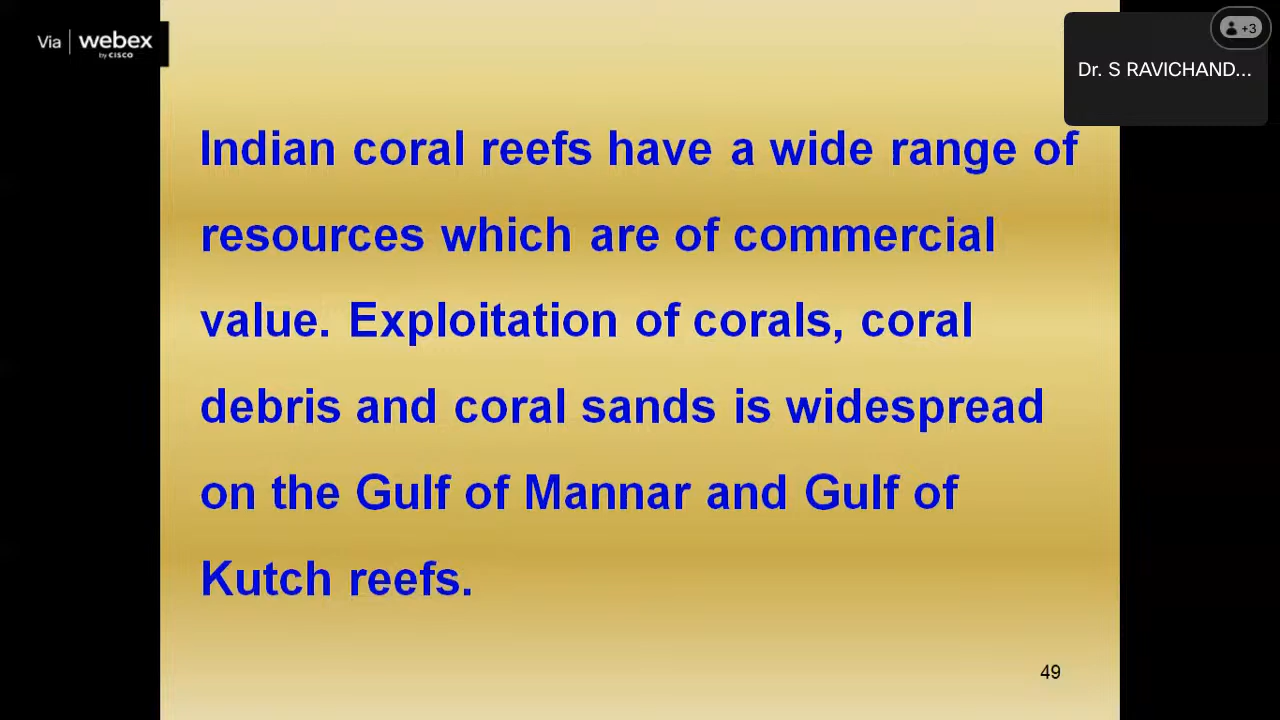 Via webex
by CISCO
+3
Dr. S RAVICHAND...
Indian coral reefs have a wide range of
resources which are of commercial
value. Exploitation of corals, coral
debris and coral sands is widespread
on the Gulf of Mannar and Gulf of
Kutch reefs.
49